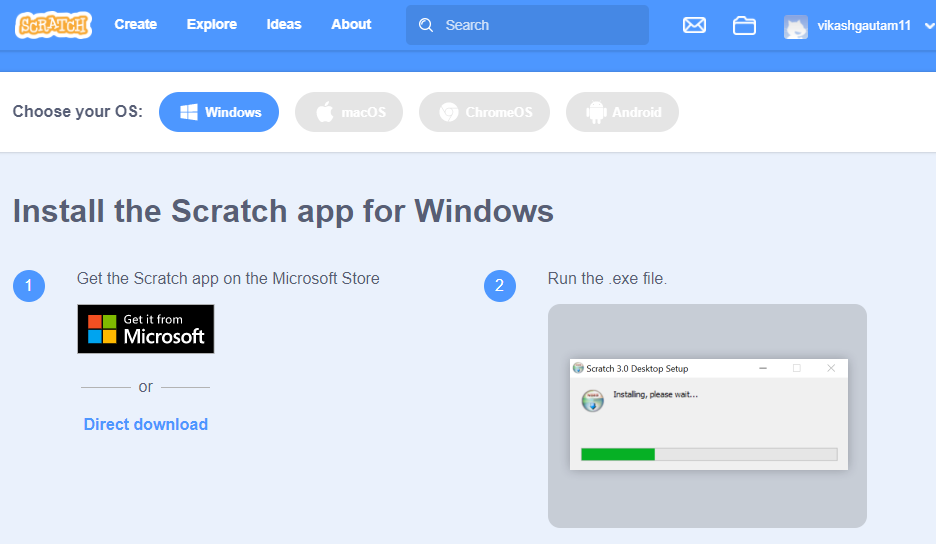 SCRATCH Create Explore Ideas About Search vikashgautam11
Choose your OS: Windows macOS ChromeOS Android
Install the Scratch app for Windows
1 Get the Scratch app on the Microsoft Store
Get it from
Microsoft
or
Direct download
2 Run the .exe file.
Scratch 3.0 Desktop Setup
Installing, please wait...